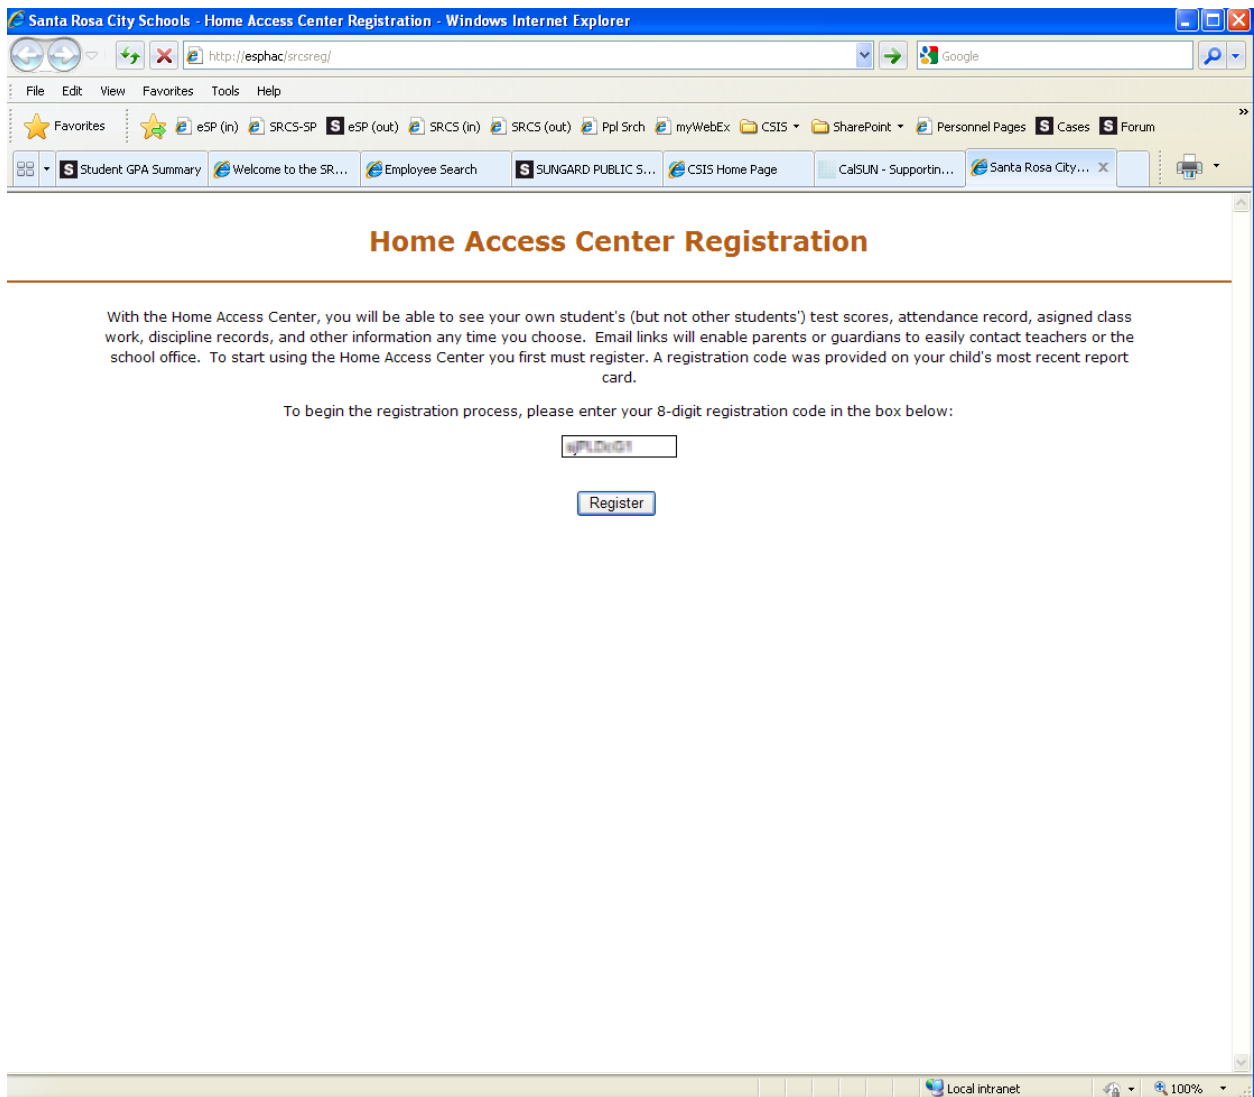 Santa Rosa City Schools - Home Access Center Registration - Windows Internet Explorer
http://esphac/srcsreg/
Google
File Edit View Favorites Tools Help
Favorites eSP (in) SRCS-SP eSP (out) SRCS (in) SRCS (out) Ppl Srch myWebEx CSIS SharePoint Personnel Pages Cases Forum
Student GPA Summary Welcome to the SR... Employee Search SUNGARD PUBLIC S... CSIS Home Page CalSUN - Supportin... Santa Rosa City...
Home Access Center Registration
With the Home Access Center, you will be able to see your own student's (but not other students') test scores, attendance record, asigned class
work, discipline records, and other information any time you choose. Email links will enable parents or guardians to easily contact teachers or the
school office. To start using the Home Access Center you first must register. A registration code was provided on your child's most recent report
card.
To begin the registration process, please enter your 8-digit registration code in the box below:
Register
Local intranet 100%